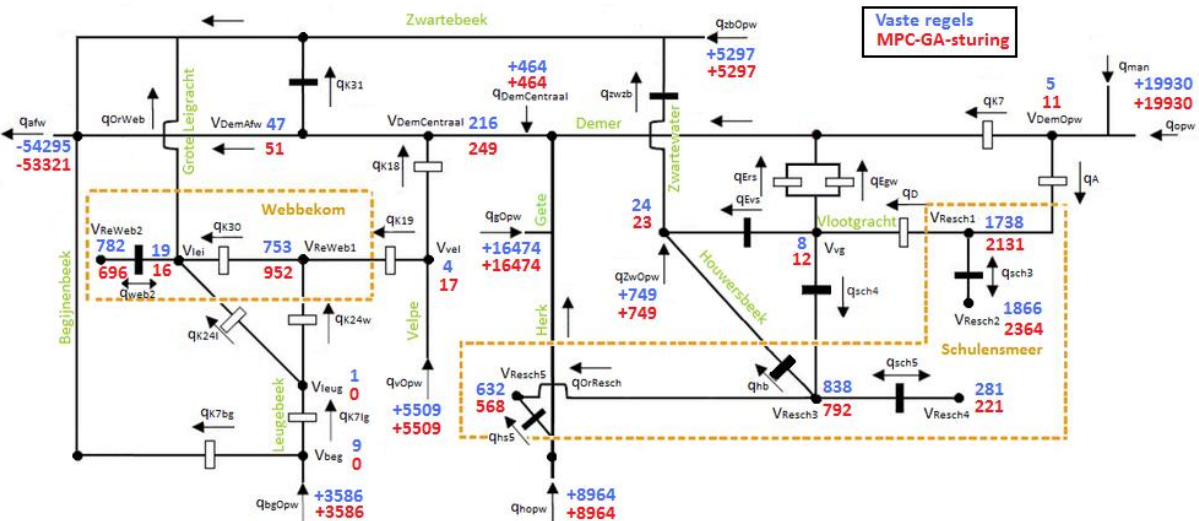 Vaste regels
MPC-GA-sturing
Zwartebeek
qzbOpw
+5297
+5297
+464
+464
qDemCentraal
qK31
qzwzb
qman
+19930
+19930
qafw
-54295
-53321
qOrWeb
Grote Leigracht
VDemAfw 47
51
VDemCentraal 216
249
Demer
qK7
5
11
VDemOpw
qopw
qK18
Zwartewater
qErs
qEgw
qA
Webbekom
qK19
qgOpw
+16474
+16474
Gete
24
23
qEvs
qD
Vlootgracht
VResch1 1738
2131
VReWeb2
782
696
19
16
Vlei
qK30
753
952
VReWeb1
Vvel
4
17
8
12
Vvg
qweb2
qZwOpw
+749
+749
Houwersbeek
qsch4
qsch3
1866
2364
VResch2
Begijnenbeek
qK24l
qK24w
Velpe
Herk
Schulensmeer
Vleug 1
0
qvOpw
+5509
+5509
VResch5
632
568
qOrResch
qhb
838
792
VResch3
qsch5
281
221
VResch4
qK7bg
Leugebeek
qK7lg
qhs5
Vbeg 9
0
qbgOpw +3586
+3586
qhopw +8964
+8964